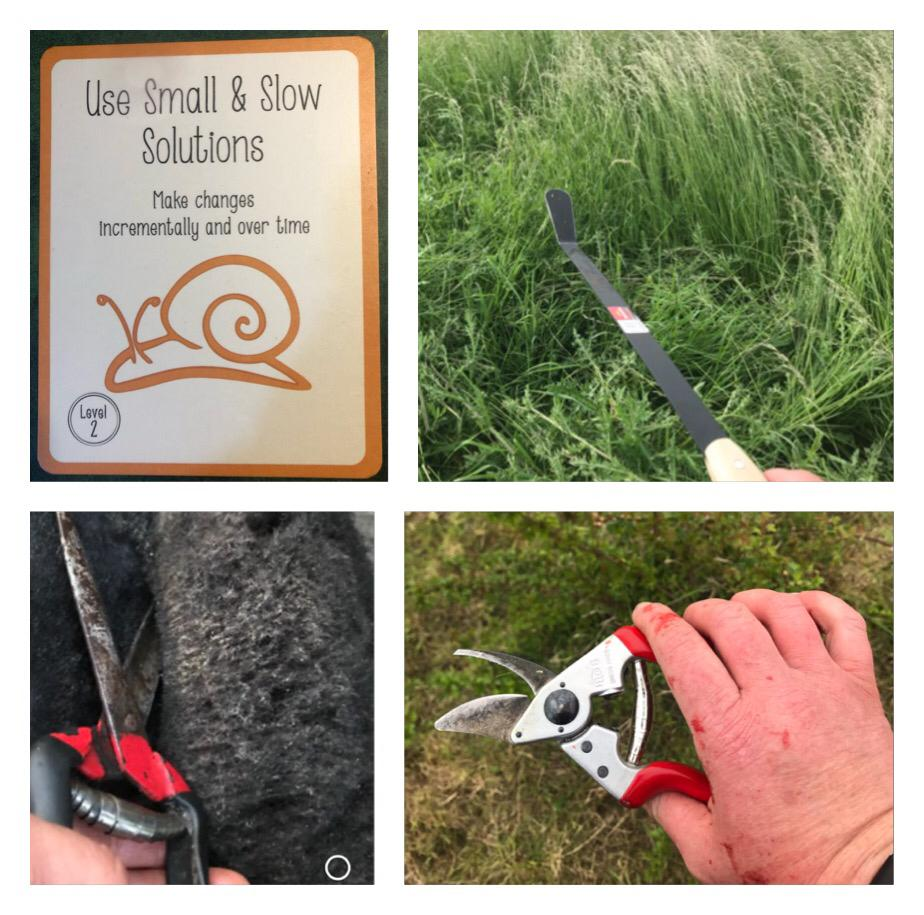 Use Small & Slow
Solutions
Make changes
incrementally and over time
Level
2